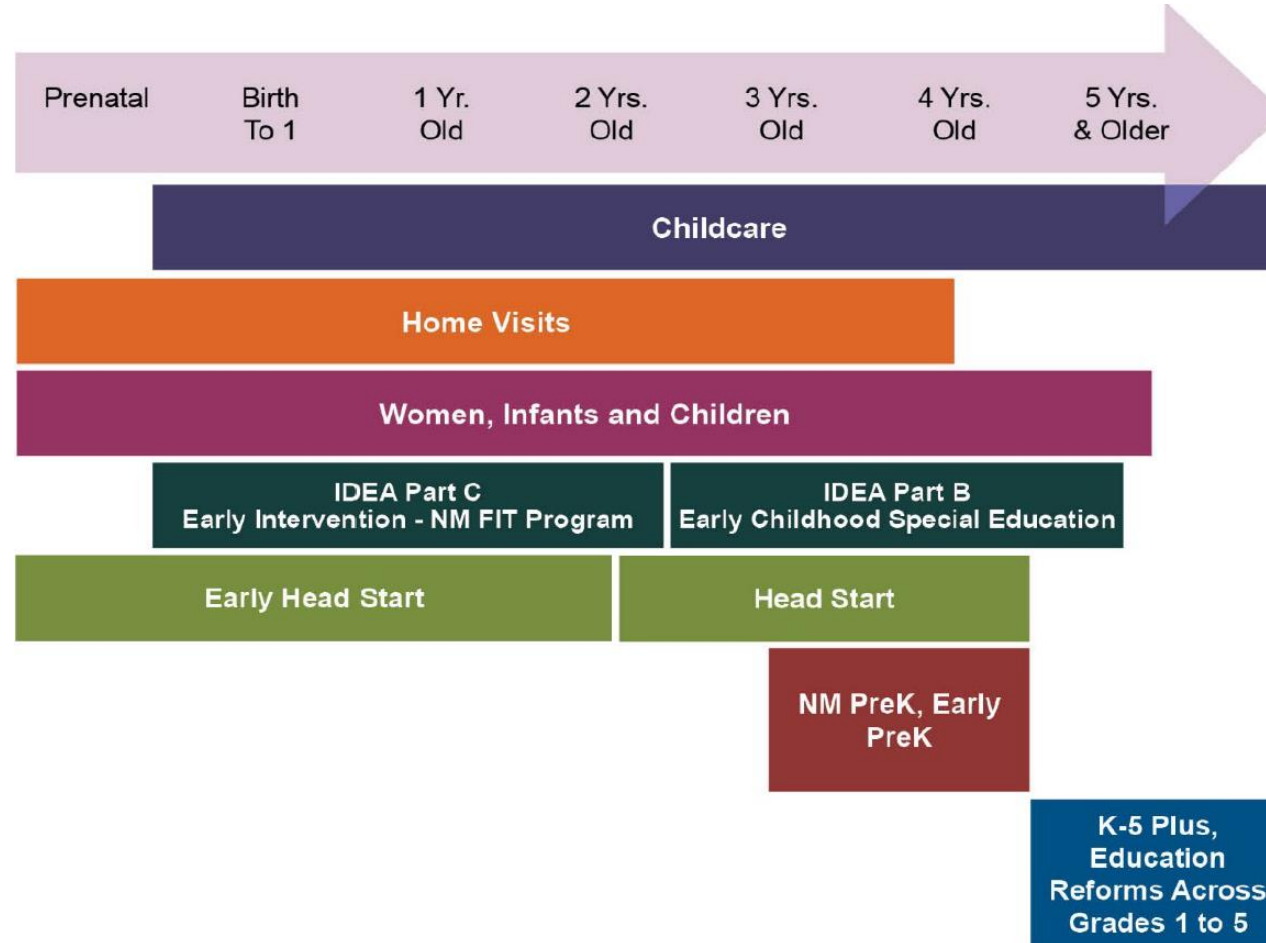 Prenatal
Birth
To 1
1 Yr.
Old
2 Yrs.
Old
3 Yrs.
Old
4 Yrs.
Old
5 Yrs.
& Older
Childcare
Home Visits
Women, Infants and Children
IDEA Part C
Early Intervention - NM FIT Program
IDEA Part B
Early Childhood Special Education
Early Head Start
Head Start
NM PreK, Early
PreK
K-5 Plus,
Education
Reforms Across
Grades 1 to 5